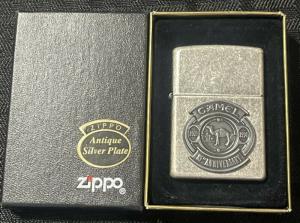 ZIPPO
Antique
Silver Plate
zippo
CAMEL
ANNIVERSARY